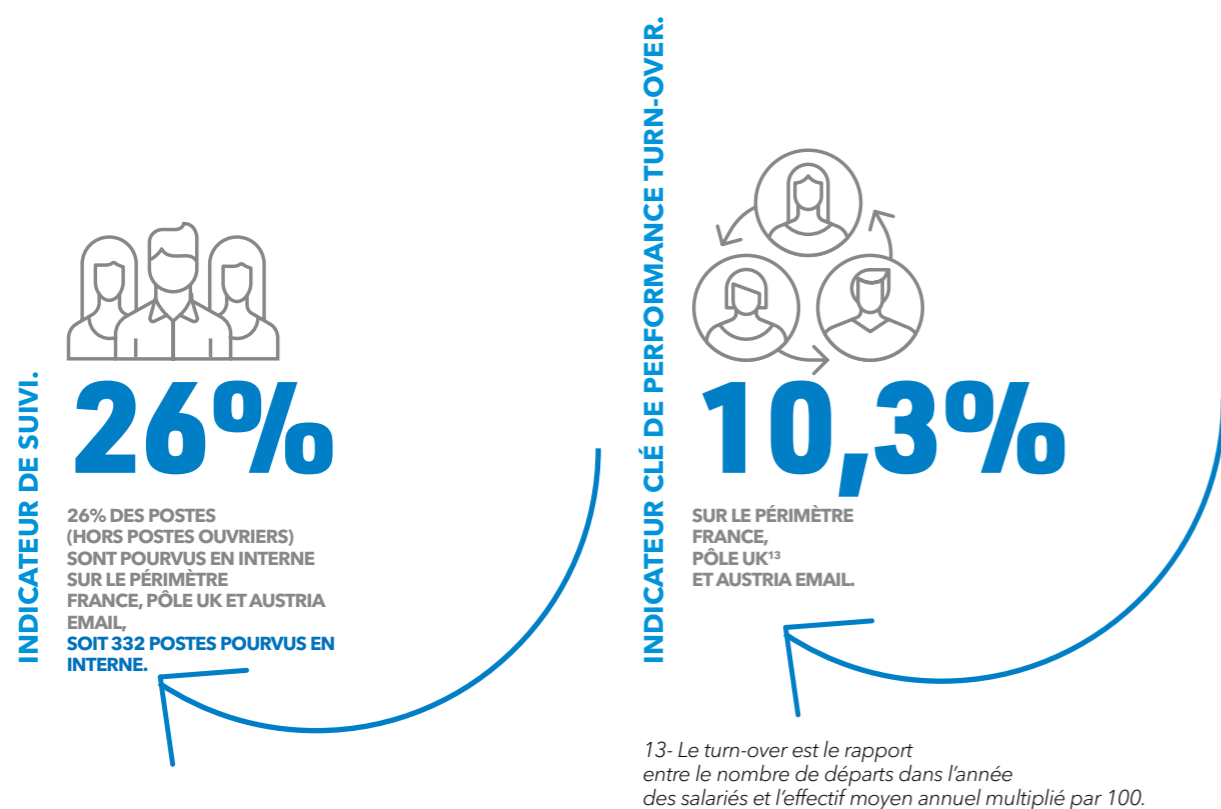 INDICATEUR DE SUIVI.
26%
26% DES POSTES
(HORS POSTES OUVRIERS)
SONT POURVUS EN INTERNE
SUR LE PÉRIMÈTRE
FRANCE, PÔLE UK ET AUSTRIA
EMAIL,
SOIT 332 POSTES POURVUS EN
INTERNE.
INDICATEUR CLÉ DE PERFORMANCE TURN-OVER.
10,3%
SUR LE PÉRIMÈTRE
FRANCE,
PÔLE UK¹³
ET AUSTRIA EMAIL.
13- Le turn-over est le rapport
entre le nombre de départs dans l’année
des salariés et l’effectif moyen annuel multiplié par 100.